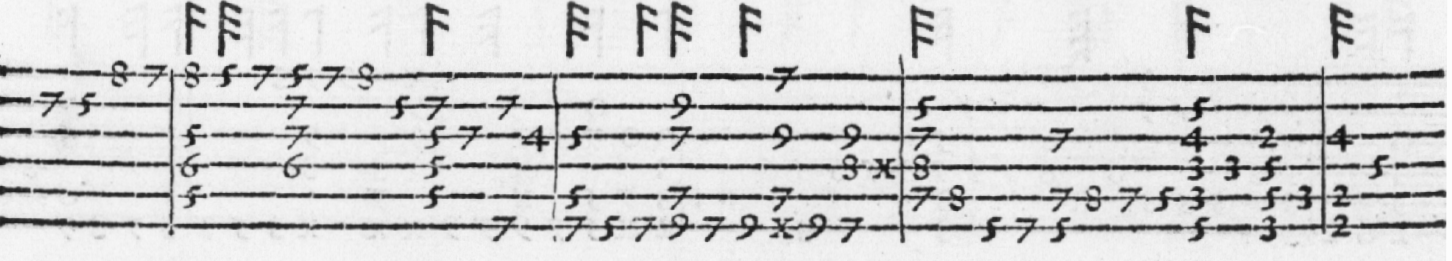 8 7 8 5 7 5 7 8 7
7 5 7 5 7 7 9 5 5
5 7 5 7 4 5 7 9 9 7 7 4 2 4
6 6 5 8 x 8 3 3 5 5
5 5 5 7 7 7 8 7 8 7 5 3 5 3 2
7 7 5 7 9 7 9 x 9 7 5 7 5 5 3 2